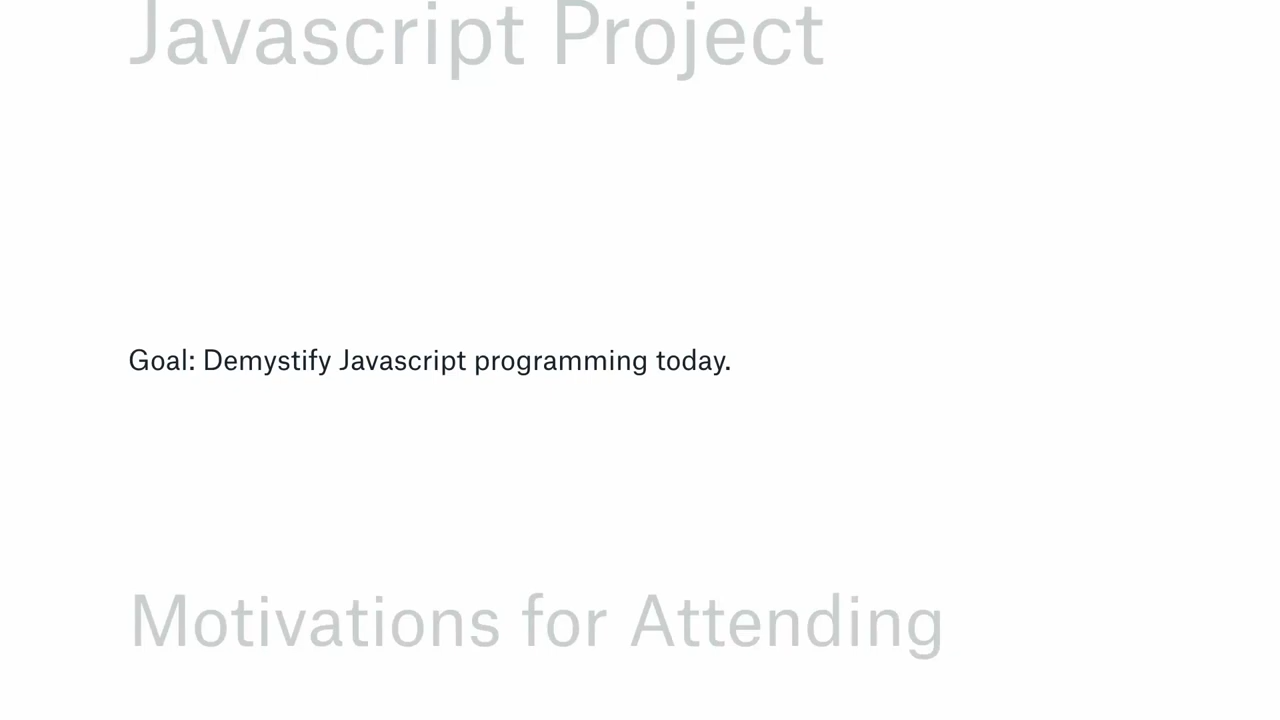 Javascript Project
Goal: Demystify Javascript programming today.
Motivations for Attending